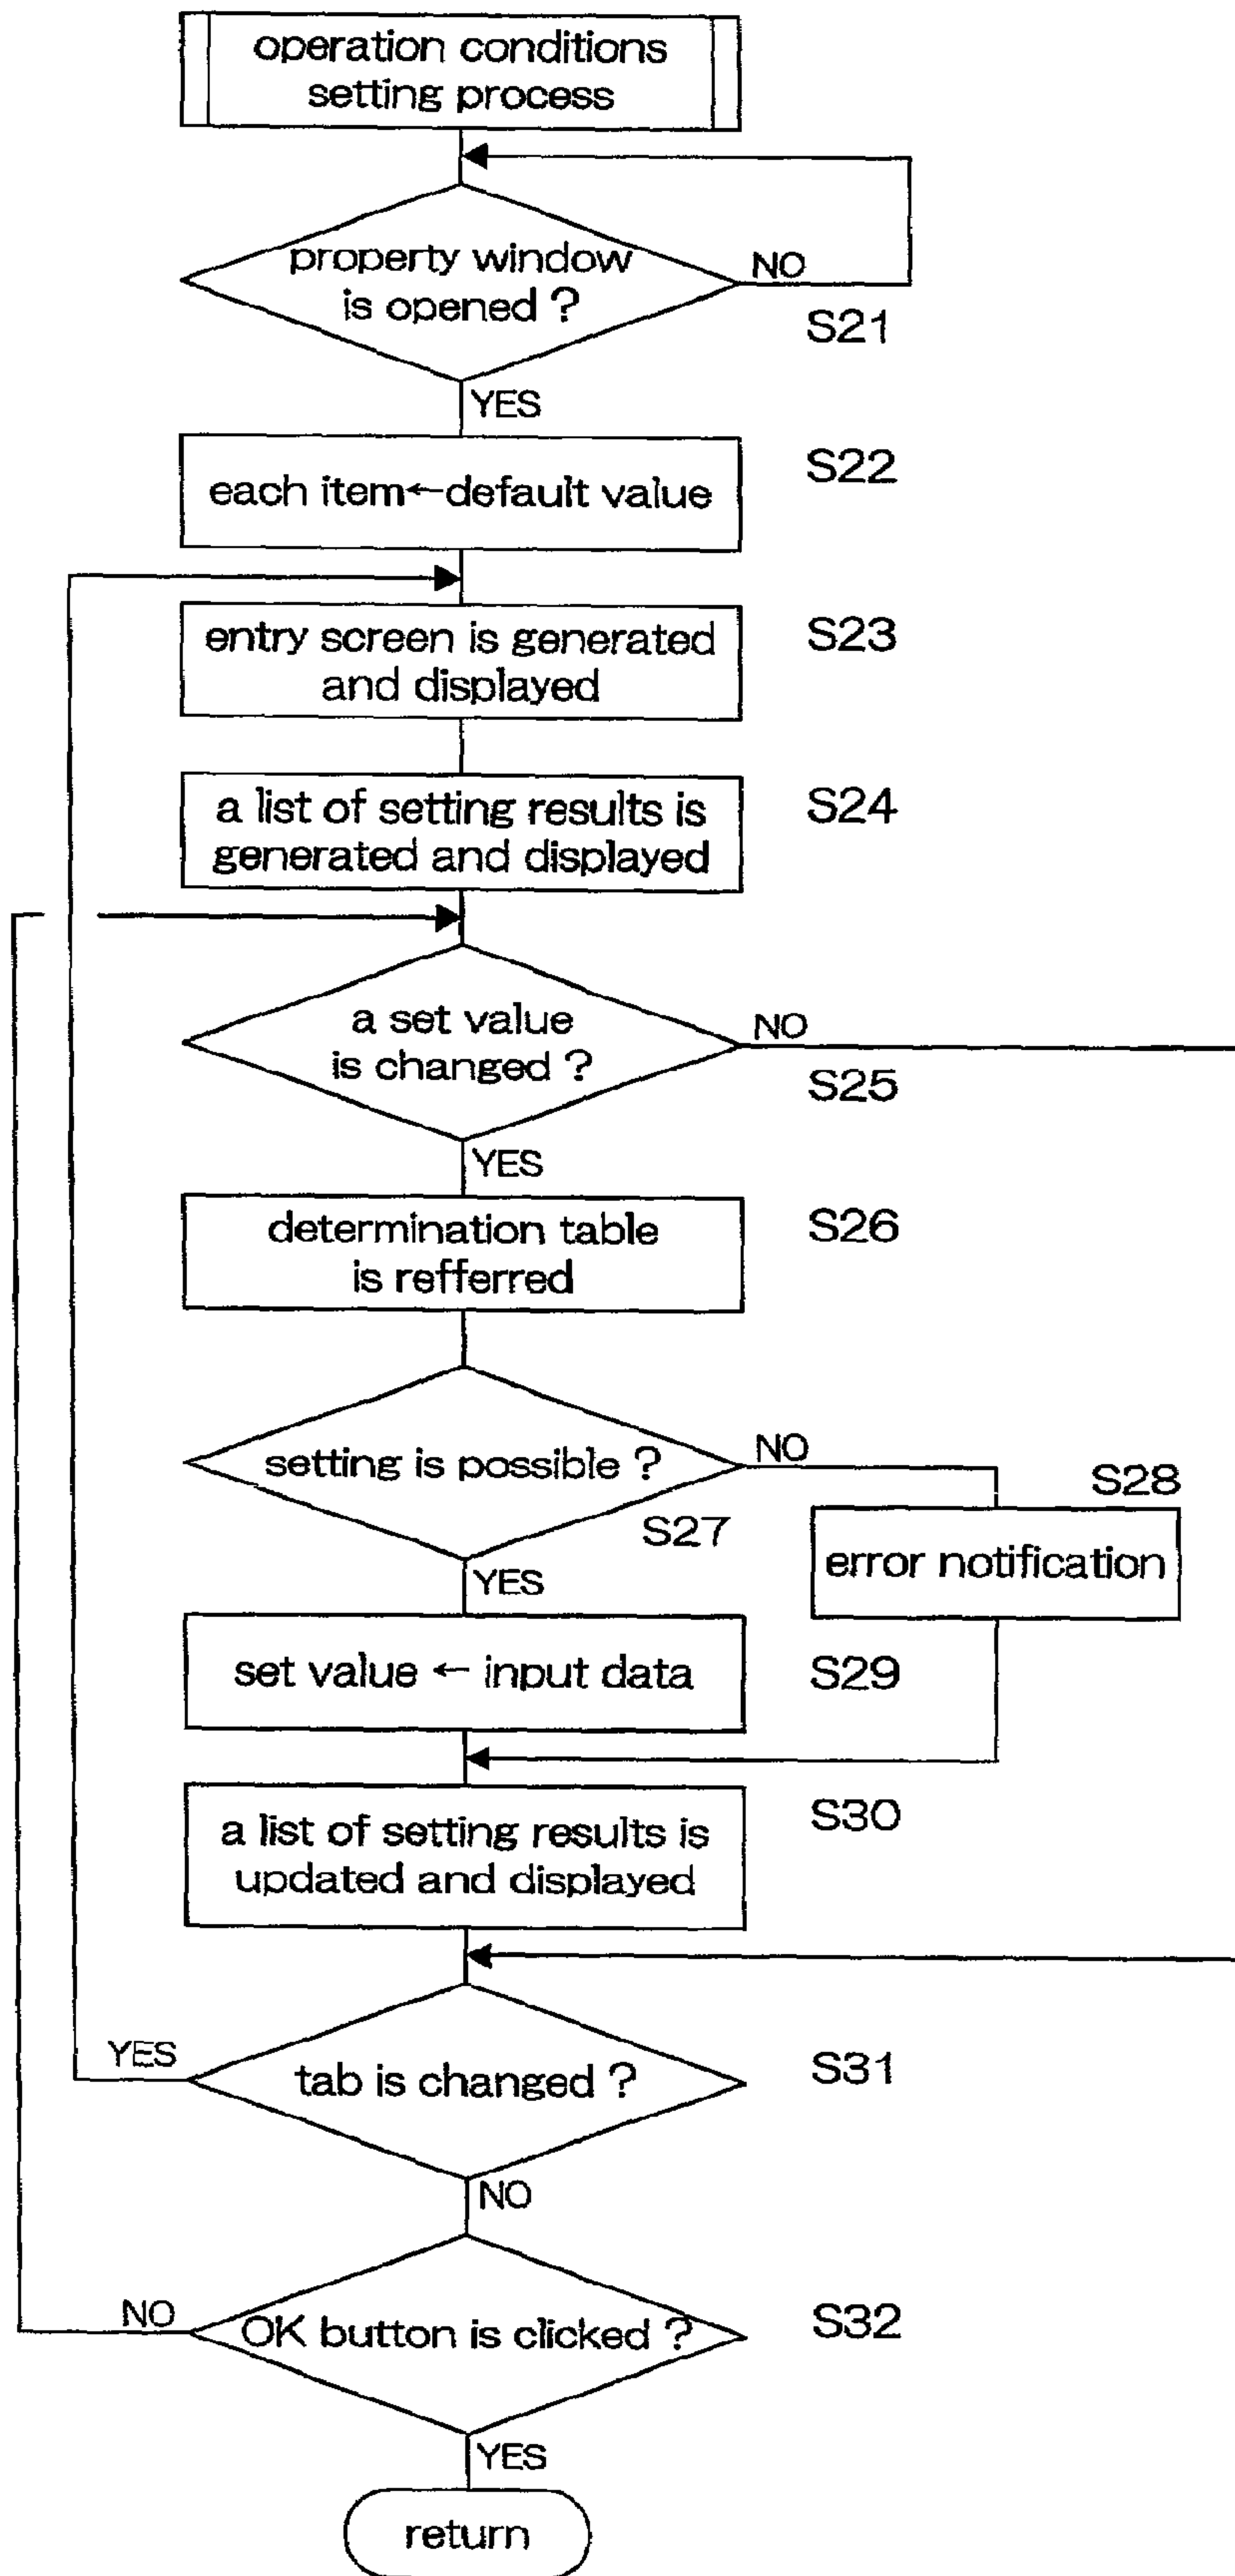 operation conditions
setting process
property window
is opened ?
NO
S21
YES
S22
each item←default value
S23
entry screen is generated
and displayed
S24
a list of setting results is
generated and displayed
a set value
is changed ?
NO
S25
YES
S26
determination table
is refferred
setting is possible ?
NO
S27
S28
error notification
YES
set value ← input data
S29
S30
a list of setting results is
updated and displayed
YES
tab is changed ?
S31
NO
NO
OK button is clicked ?
S32
YES
return